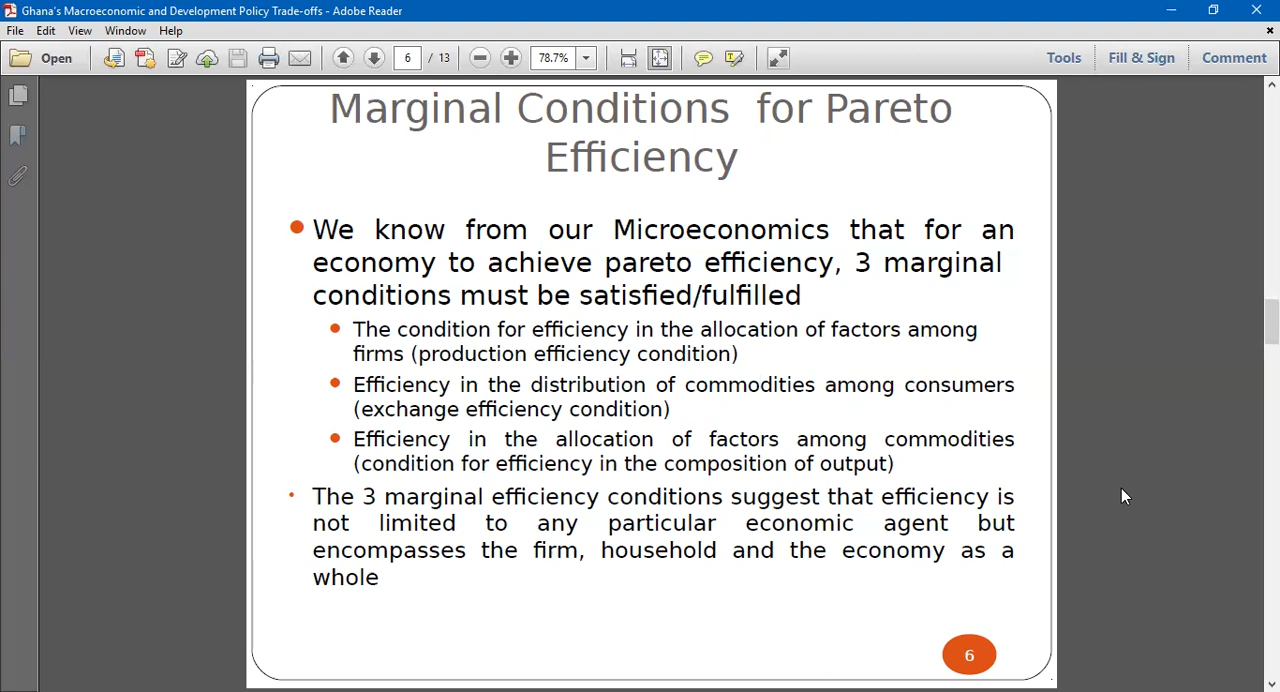 Ghana's Macroeconomic and Development Policy Trade-offs - Adobe Reader
File Edit View Window Help
Open 6 / 13 78.7% Tools Fill & Sign Comment
Marginal Conditions for Pareto
Efficiency
We know from our Microeconomics that for an
economy to achieve pareto efficiency, 3 marginal
conditions must be satisfied/fulfilled
The condition for efficiency in the allocation of factors among
firms (production efficiency condition)
Efficiency in the distribution of commodities among consumers
(exchange efficiency condition)
Efficiency in the allocation of factors among commodities
(condition for efficiency in the composition of output)
The 3 marginal efficiency conditions suggest that efficiency is
not limited to any particular economic agent but
encompasses the firm, household and the economy as a
whole
6